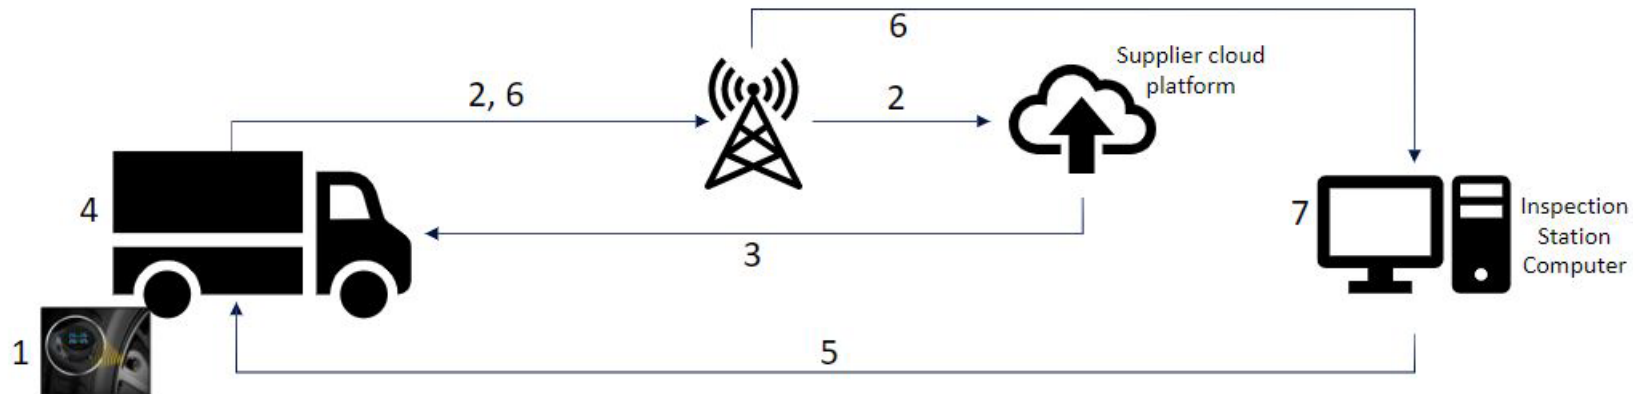 6
Supplier cloud
platform
2, 6
2
4
7
Inspection
Station
Computer
3
1
5